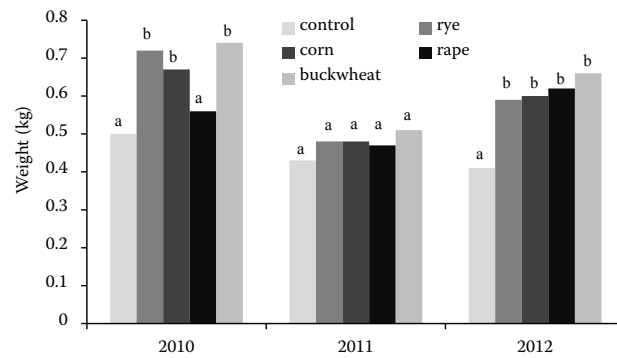 0.8
0.7
0.6
0.5
0.4
0.3
0.2
0.1
0
Weight (kg)
control
rye
corn
rape
buckwheat
a b b a b
a a a a a
a b b b b
2010 2011 2012